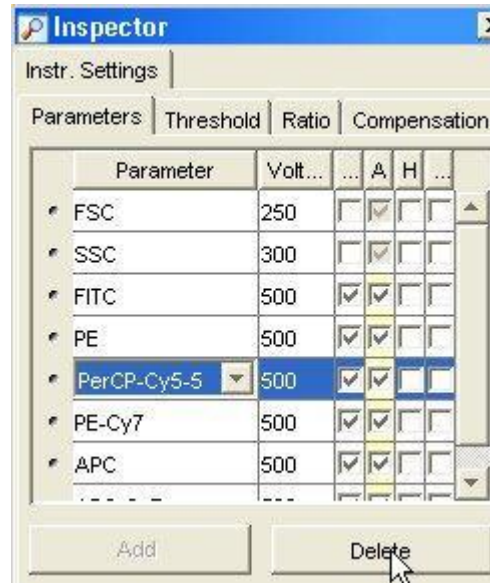 Inspector
Instr. Settings
Parameters Threshold Ratio Compensation
Parameter Volt... ... A H ...
FSC 250
SSC 300
FITC 500
PE 500
PerCP-Cy5-5 500
PE-Cy7 500
APC 500
Add Delete